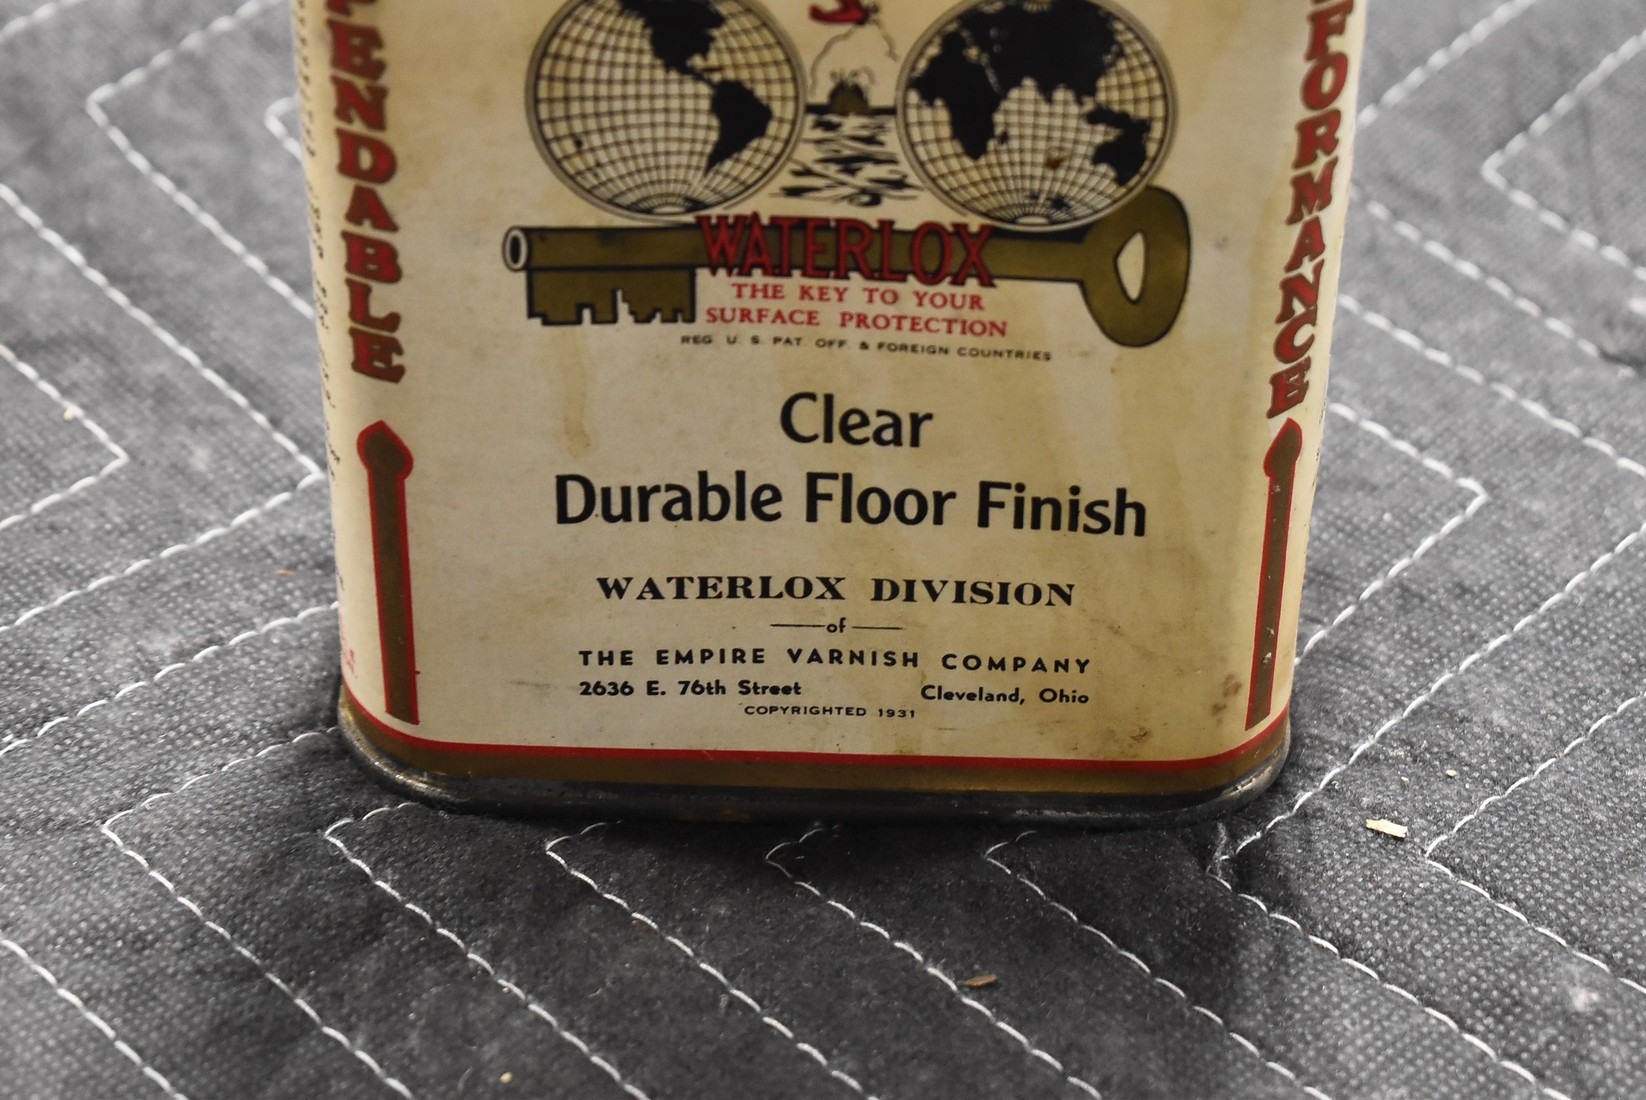 ENDABLE
FORMANCE
WATERLOX
THE KEY TO YOUR
SURFACE PROTECTION
REG. U. S. PAT. OFF. & FOREIGN COUNTRIES
Clear
Durable Floor Finish
WATERLOX DIVISION
of
THE EMPIRE VARNISH COMPANY
2636 E. 76th Street Cleveland, Ohio
COPYRIGHTED 1931